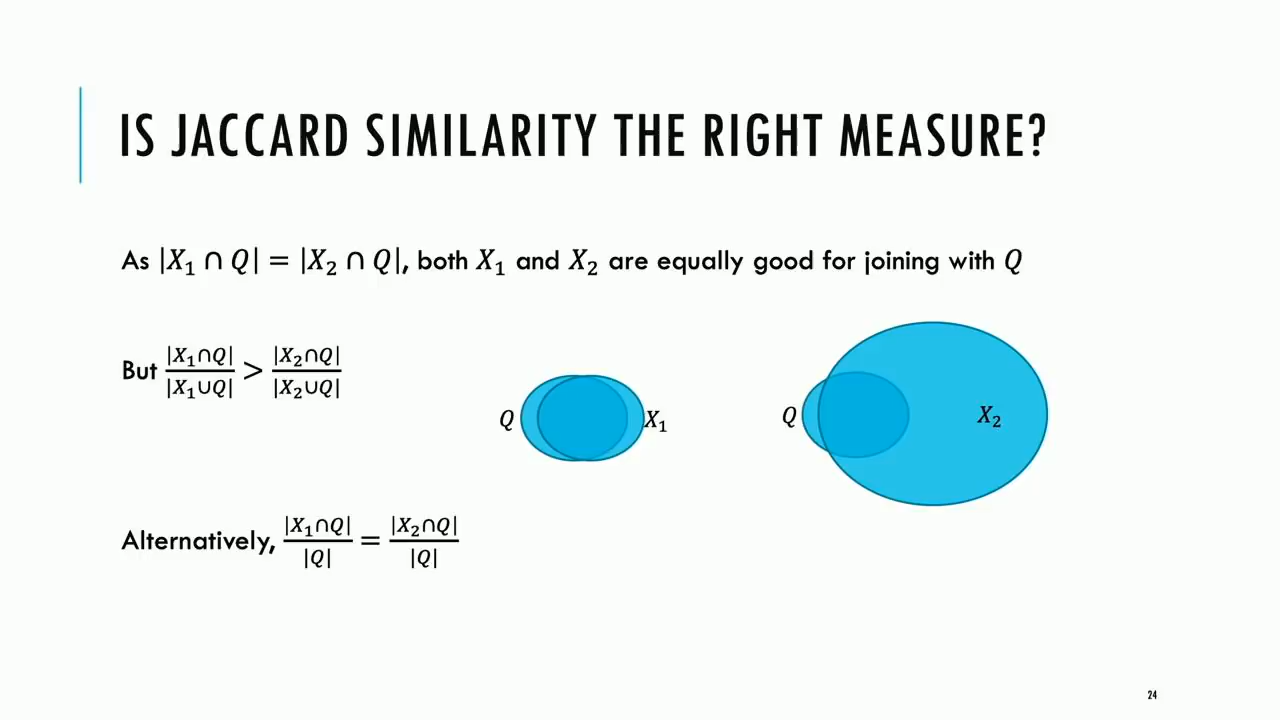 IS JACCARD SIMILARITY THE RIGHT MEASURE?
As |X₁ ∩ Q| = |X₂ ∩ Q|, both X₁ and X₂ are equally good for joining with Q
But |X₁∩Q| / |X₁∪Q| > |X₂∩Q| / |X₂∪Q|
Q X₁ Q X₂
Alternatively, |X₁∩Q| / |Q| = |X₂∩Q| / |Q|
24